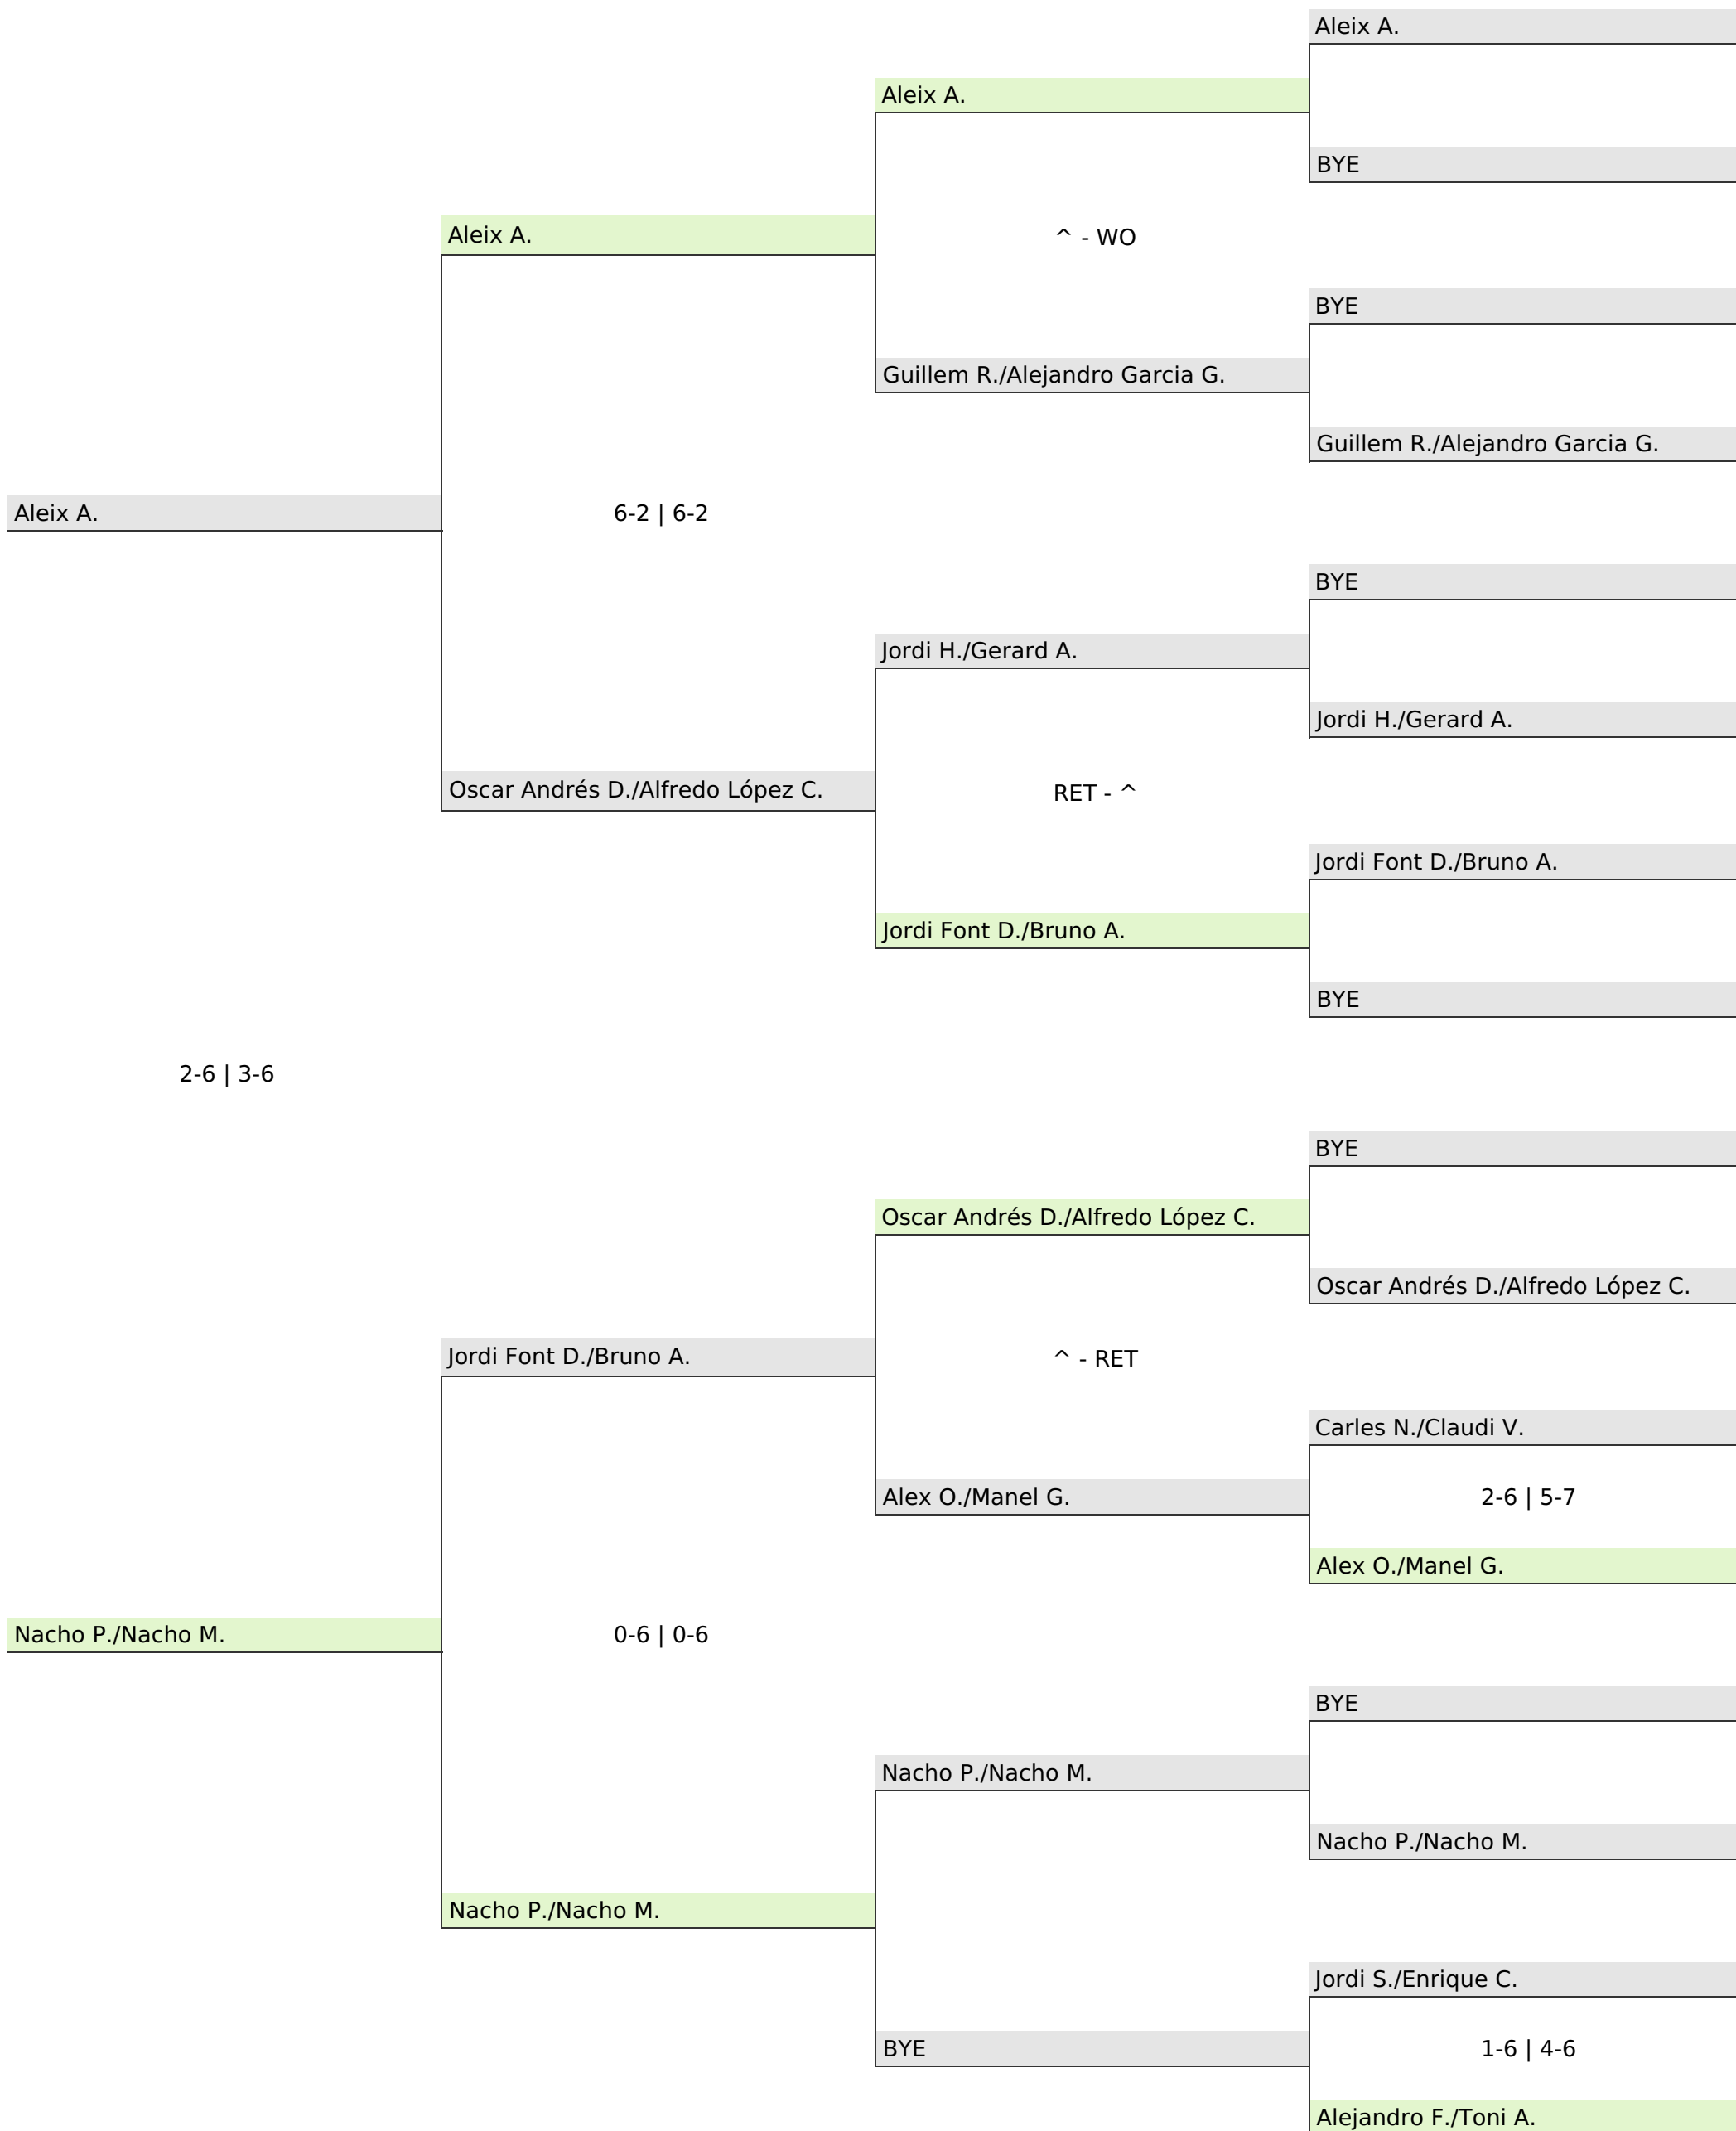 Aleix A.
Aleix A.
BYE
Aleix A.
^ - WO
BYE
Guillem R./Alejandro Garcia G.
Guillem R./Alejandro Garcia G.
Aleix A.
6-2 | 6-2
BYE
Jordi H./Gerard A.
Jordi H./Gerard A.
Oscar Andrés D./Alfredo López C.
RET - ^
Jordi Font D./Bruno A.
Jordi Font D./Bruno A.
BYE
2-6 | 3-6
BYE
Oscar Andrés D./Alfredo López C.
Oscar Andrés D./Alfredo López C.
Jordi Font D./Bruno A.
^ - RET
Carles N./Claudi V.
Alex O./Manel G.
2-6 | 5-7
Alex O./Manel G.
Nacho P./Nacho M.
0-6 | 0-6
BYE
Nacho P./Nacho M.
Nacho P./Nacho M.
Nacho P./Nacho M.
Jordi S./Enrique C.
BYE
1-6 | 4-6
Alejandro F./Toni A.